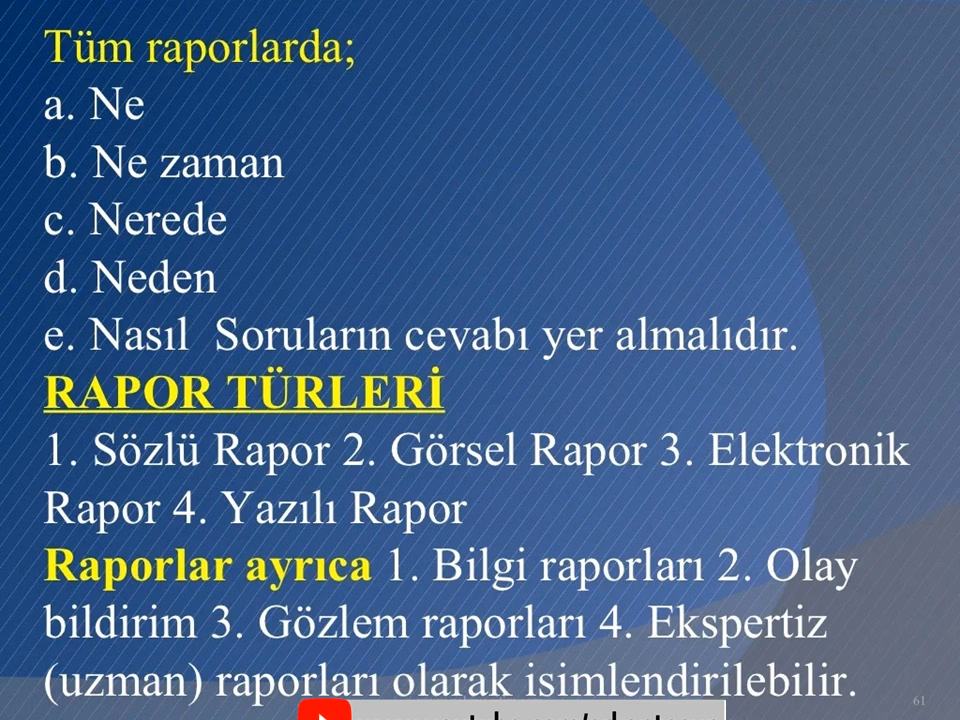 Tüm raporlarda;
a. Ne
b. Ne zaman
c. Nerede
d. Neden
e. Nasıl  Soruların cevabı yer almalıdır.
RAPOR TÜRLERİ
1. Sözlü Rapor 2. Görsel Rapor 3. Elektronik
Rapor 4. Yazılı Rapor
Raporlar ayrıca 1. Bilgi raporları 2. Olay
bildirim 3. Gözlem raporları 4. Ekspertiz
(uzman) raporları olarak isimlendirilebilir.
61